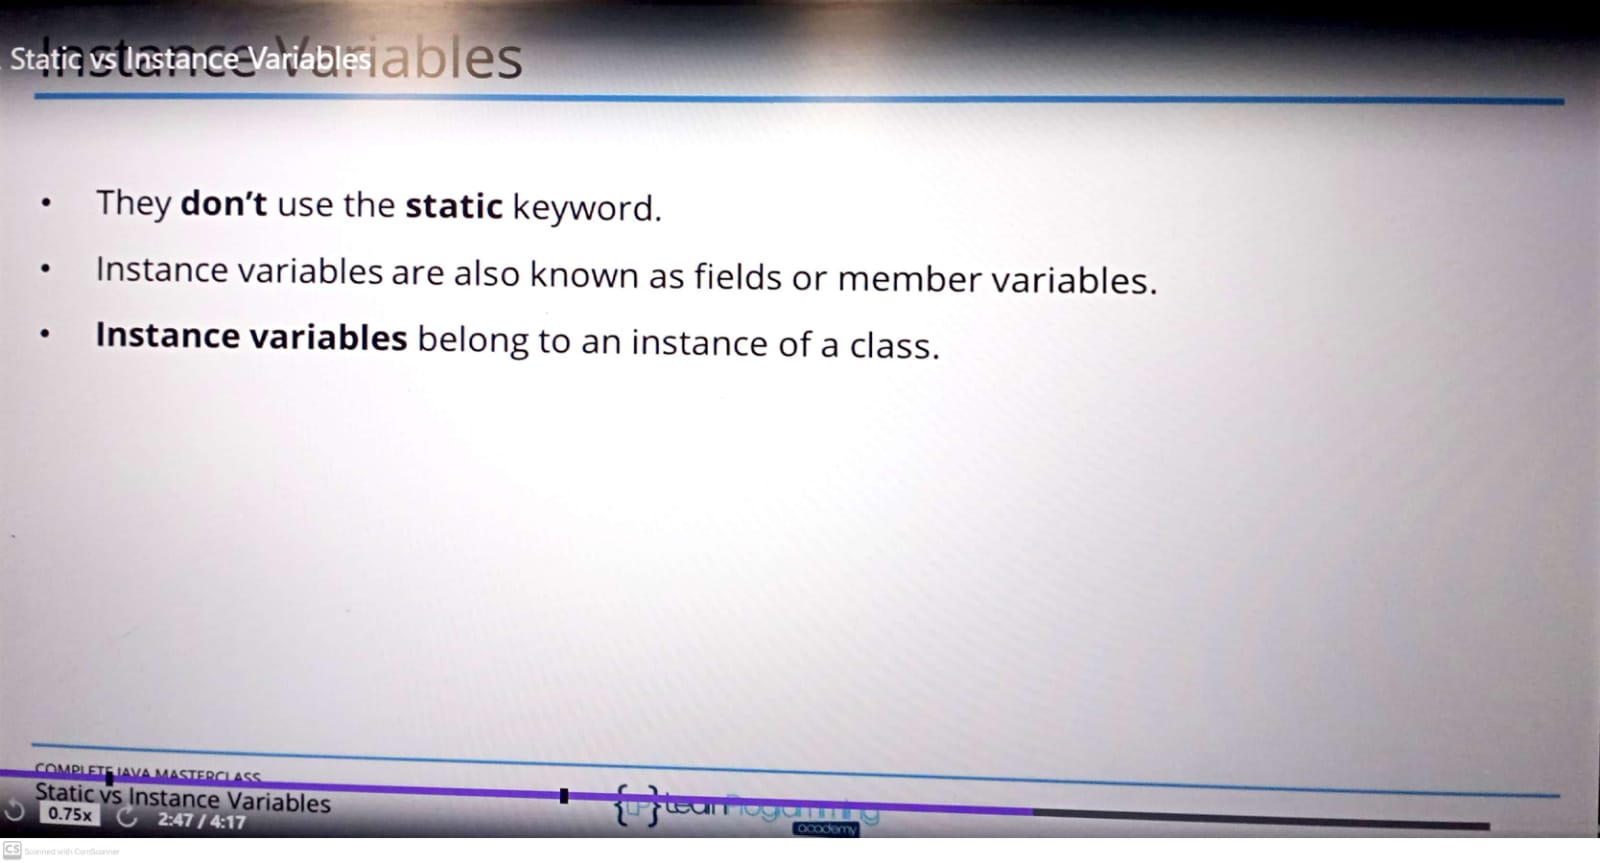 Instance Variables
Static vs Instance Variables
• They don’t use the static keyword.
• Instance variables are also known as fields or member variables.
• Instance variables belong to an instance of a class.
COMPLETE JAVA MASTERCLASS
Static vs Instance Variables
0.75x
2:47 / 4:17
academy
CS Scanned with CamScanner